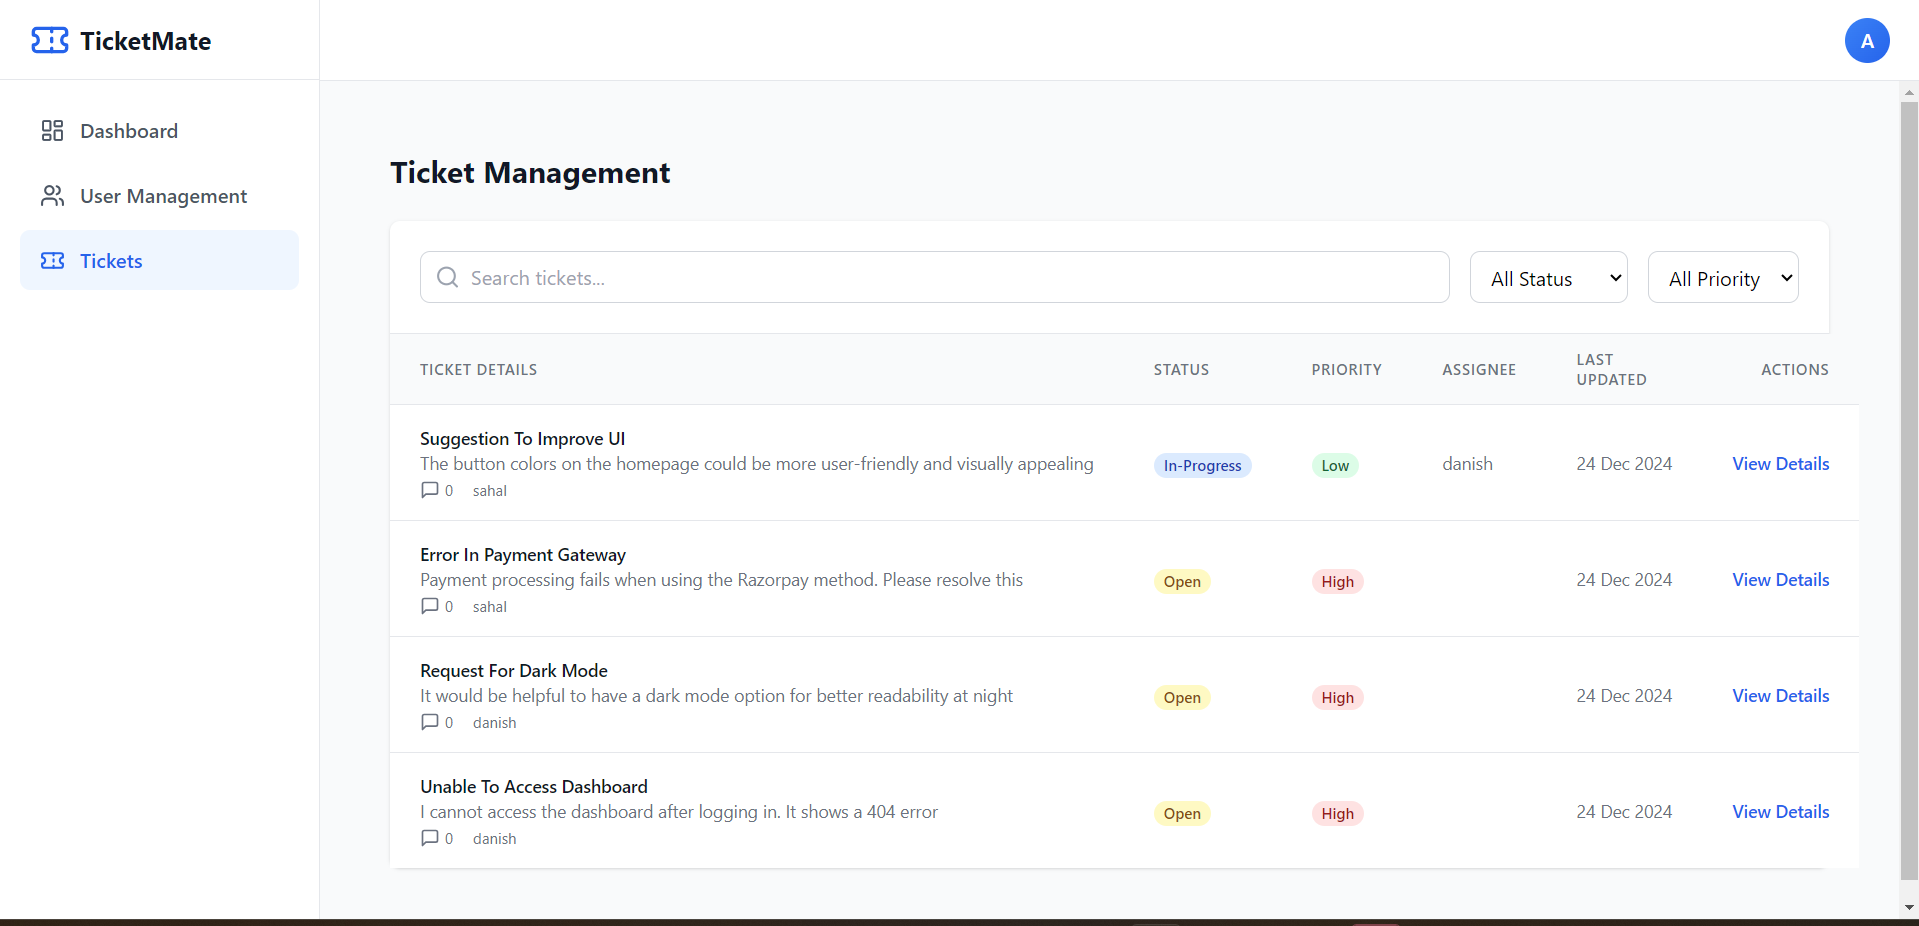 TicketMate
A
Dashboard
User Management
Tickets
Ticket Management
Search tickets...
All Status
All Priority
TICKET DETAILS
STATUS
PRIORITY
ASSIGNEE
LAST
UPDATED
ACTIONS
Suggestion To Improve UI
The button colors on the homepage could be more user-friendly and visually appealing
0 sahal
In-Progress
Low
danish
24 Dec 2024
View Details
Error In Payment Gateway
Payment processing fails when using the Razorpay method. Please resolve this
0 sahal
Open
High
24 Dec 2024
View Details
Request For Dark Mode
It would be helpful to have a dark mode option for better readability at night
0 danish
Open
High
24 Dec 2024
View Details
Unable To Access Dashboard
I cannot access the dashboard after logging in. It shows a 404 error
0 danish
Open
High
24 Dec 2024
View Details